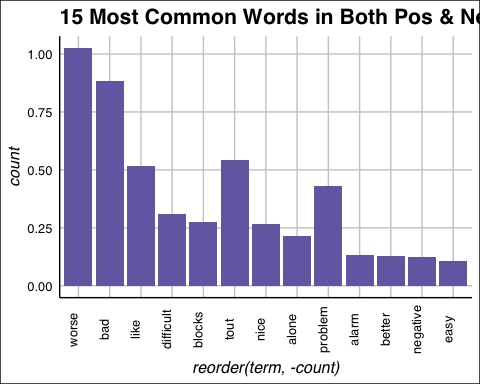 15 Most Common Words in Both Pos & Ne
1.00
0.75
0.50
0.25
0.00
count
worse
bad
like
difficult
blocks
tout
nice
alone
problem
alarm
better
negative
easy
reorder(term, -count)